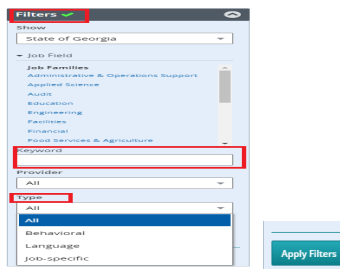 Filters
Show
State of Georgia
Job Field
Job Families
Administrative & Operations Support
Applied Science
Audit
Education
Engineering
Facilities
Financial
Food Services & Agriculture
Keyword
Provider
All
Type
All
All
Behavioral
Language
Job-specific
Apply Filters